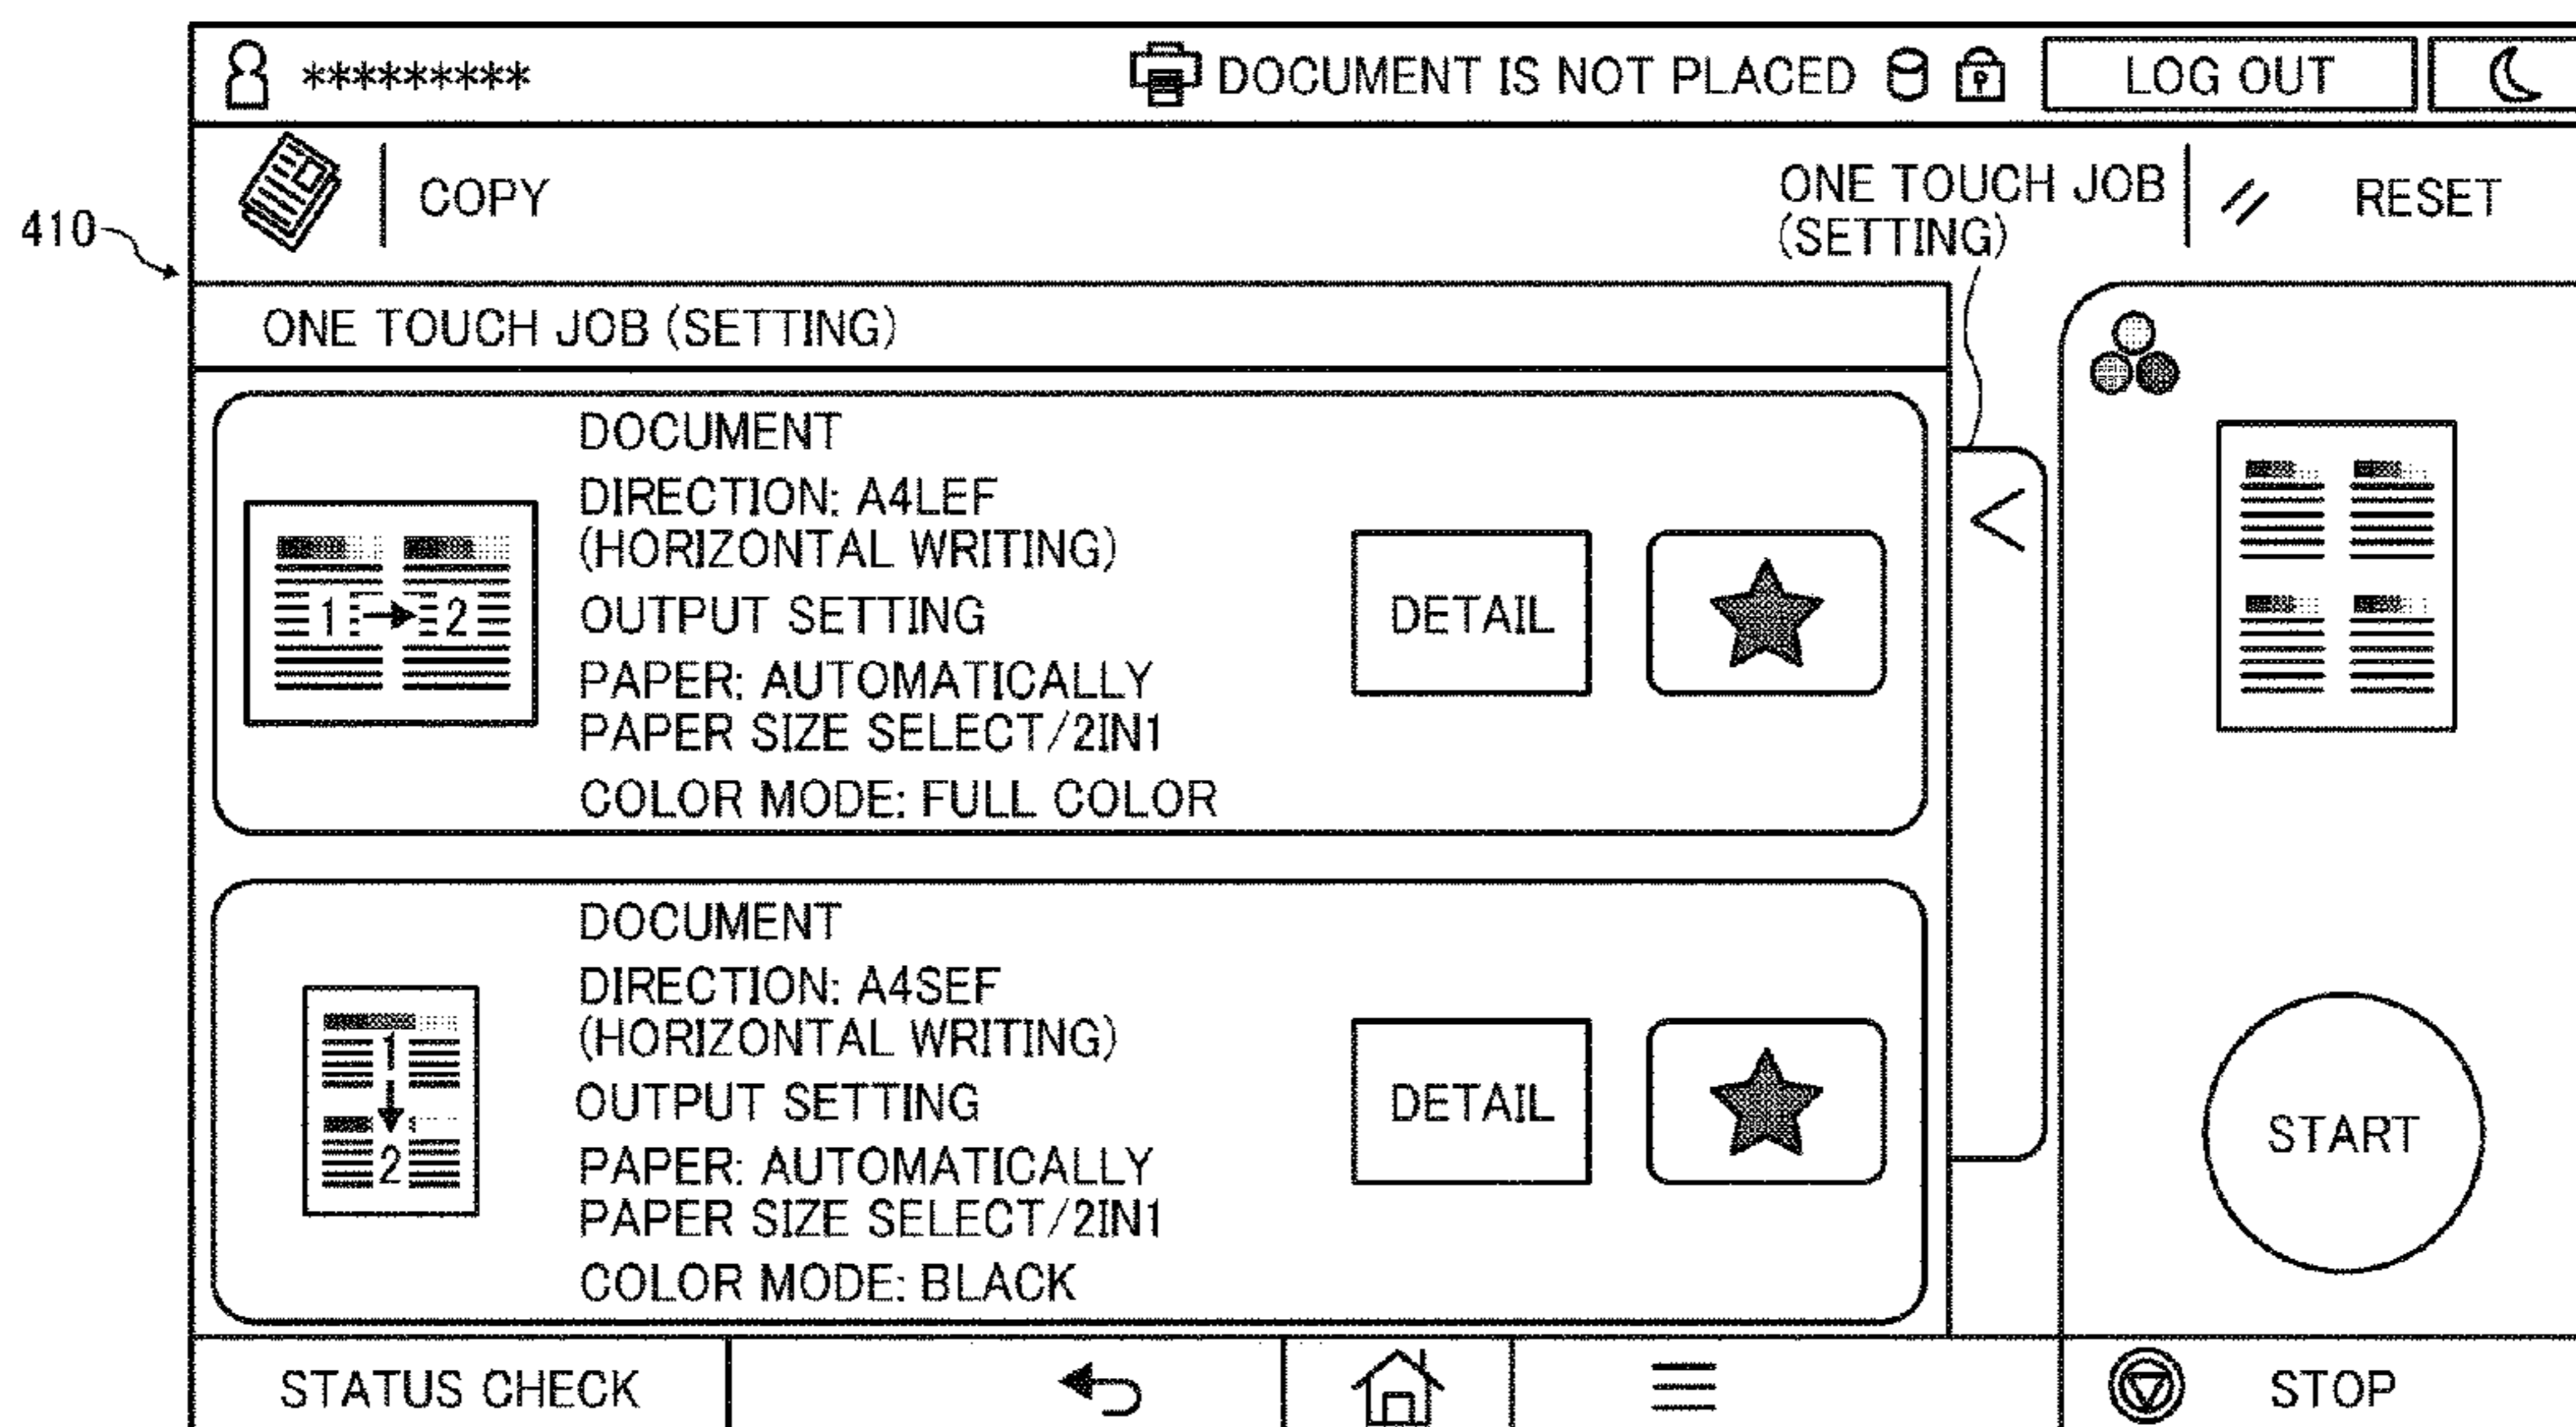 ********* DOCUMENT IS NOT PLACED LOG OUT
COPY
ONE TOUCH JOB
(SETTING)
RESET
410
ONE TOUCH JOB (SETTING)
DOCUMENT
DIRECTION: A4LEF
(HORIZONTAL WRITING)
OUTPUT SETTING
PAPER: AUTOMATICALLY
PAPER SIZE SELECT/2IN1
COLOR MODE: FULL COLOR
1 2
DETAIL
<
DOCUMENT
DIRECTION: A4SEF
(HORIZONTAL WRITING)
OUTPUT SETTING
PAPER: AUTOMATICALLY
PAPER SIZE SELECT/2IN1
COLOR MODE: BLACK
1
2
DETAIL
START
STATUS CHECK
STOP